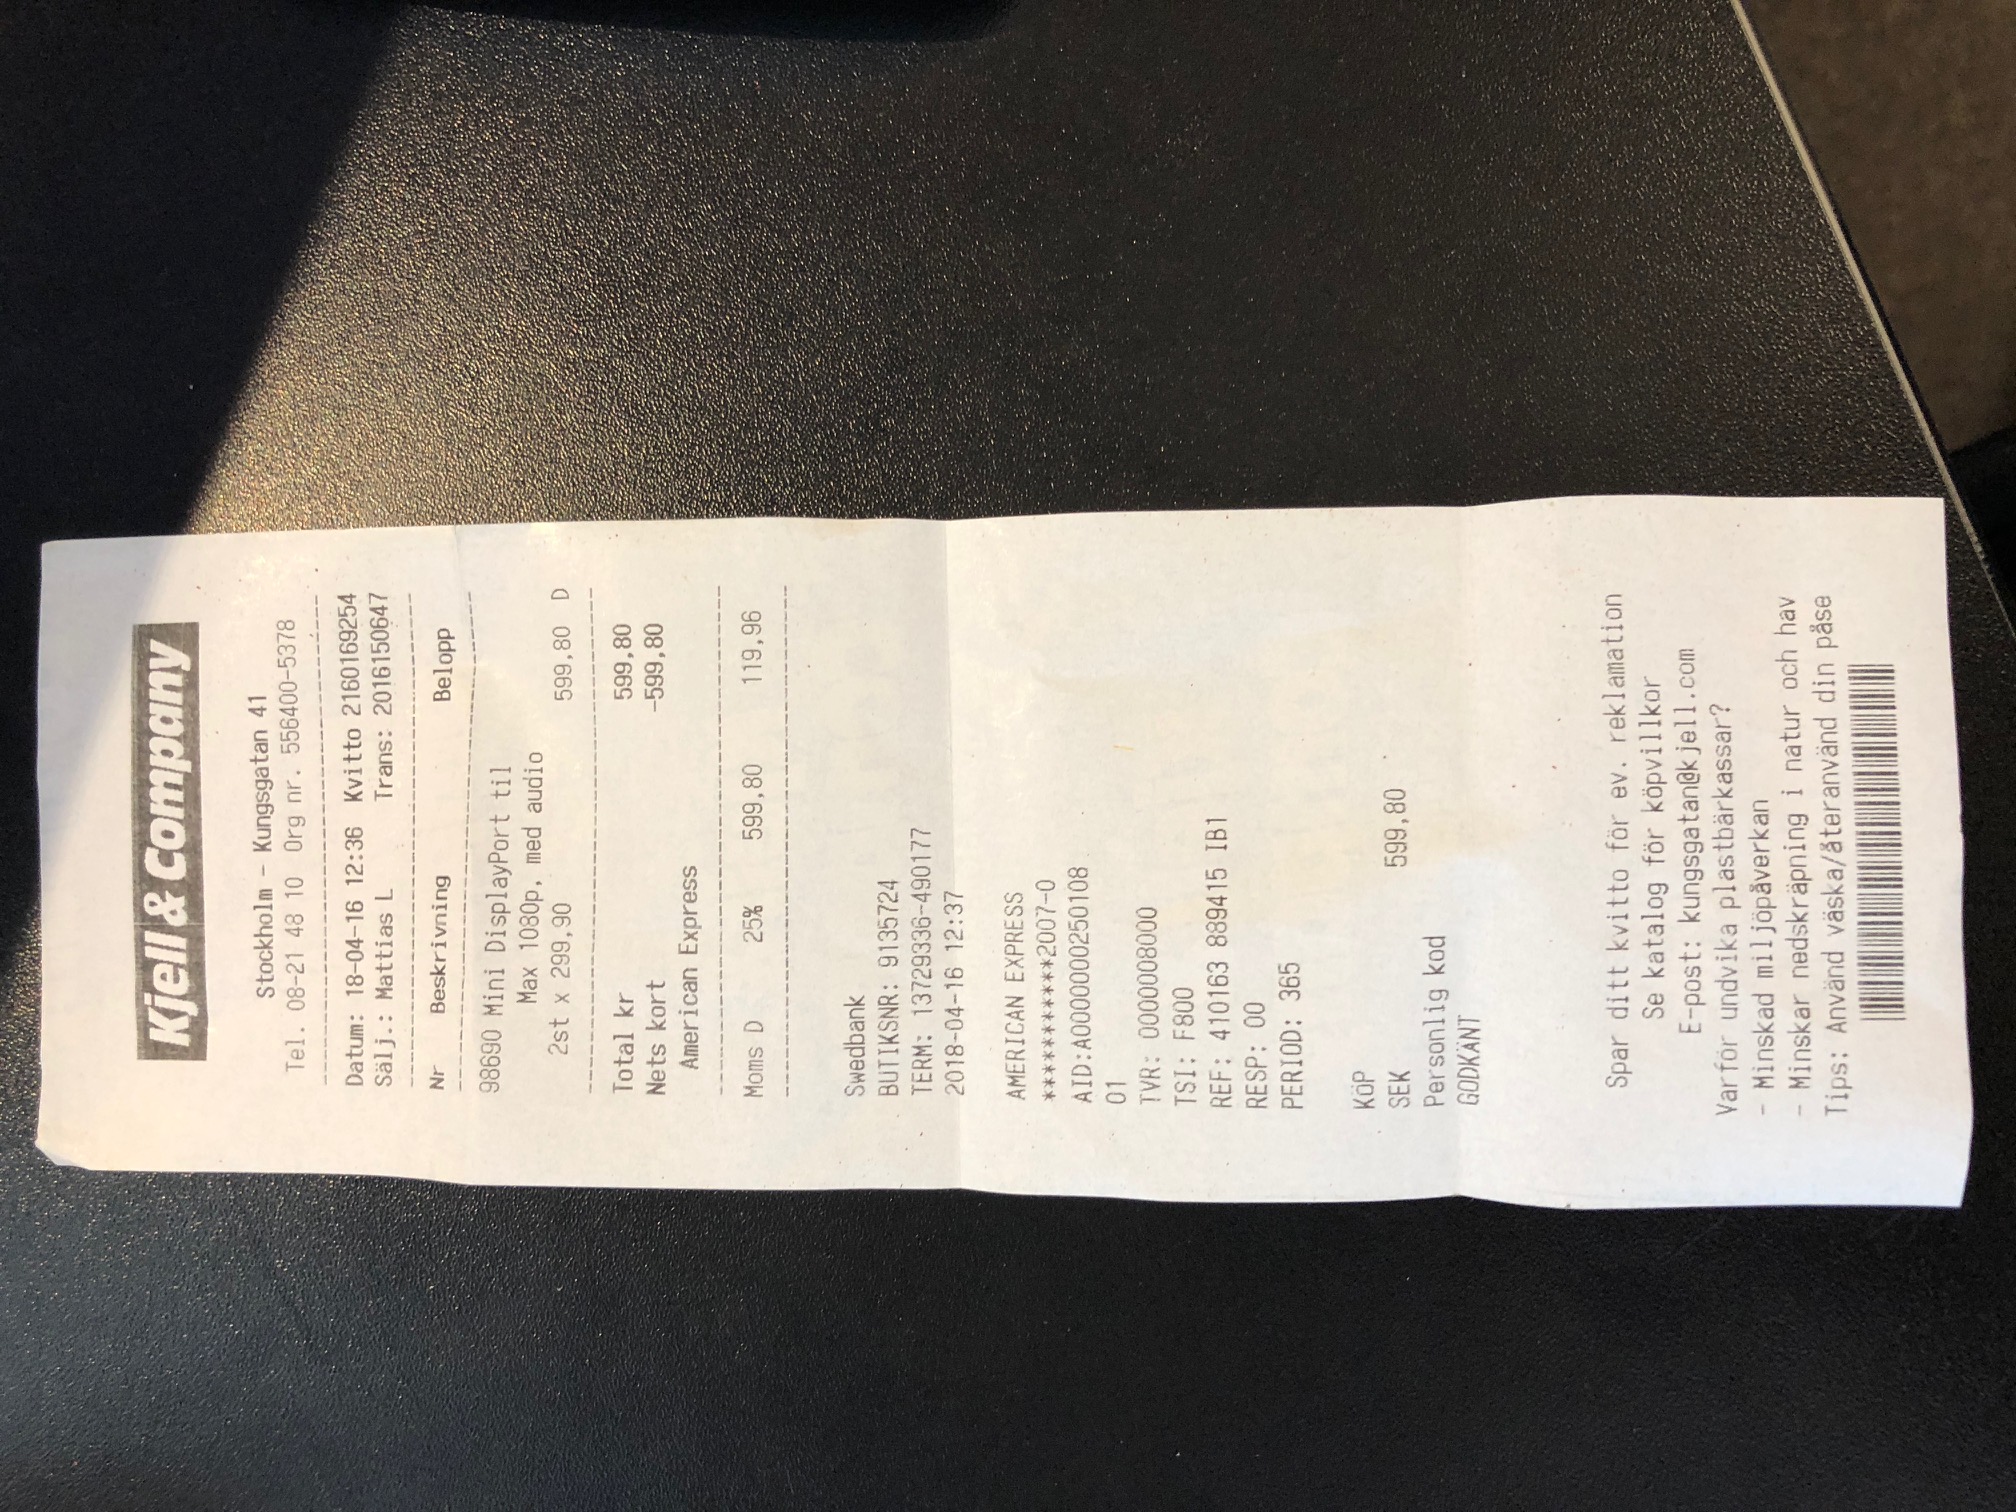 Kjell & Company
Stockholm - Kungsgatan 41
Tel. 08-21 48 10 Org nr. 556400-5378
Datum: 18-04-16 12:36 Kvitto 2160169254
Sälj.: Mattias L Trans: 2016150647
Nr Beskrivning Belopp
98690 Mini DisplayPort til
Max 1080p, med audio
2st x 299,90 599,80 D
Total kr 599,80
Nets kort -599,80
American Express
Moms D 25% 599,80 119,96
Swedbank
BUTIKSNR: 9135724
TERM: 13729336-490177
2018-04-16 12:37
AMERICAN EXPRESS
***********2007-0
AID:A0000000250108
01
TVR: 0000008000
TSI: F800
REF: 410163 889415 IB1
RESP: 00
PERIOD: 365
KÖP
SEK 599,80
Personlig kod
GODKÄNT
Spar ditt kvitto för ev. reklamation
Se katalog för köpvillkor
E-post: kungsgatan@kjell.com
Varför undvika plastbärkassar?
- Minskad miljöpåverkan
- Minskar nedskräpning i natur och hav
Tips: Använd väska/återanvänd din påse